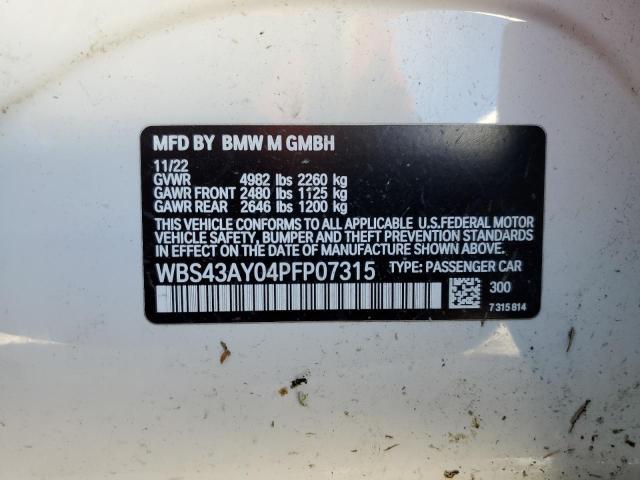 MFD BY BMW M GMBH
11/22
GVWR 4982 lbs 2260 kg
GAWR FRONT 2480 lbs 1125 kg
GAWR REAR 2646 lbs 1200 kg
THIS VEHICLE CONFORMS TO ALL APPLICABLE U.S. FEDERAL MOTOR
VEHICLE SAFETY, BUMPER AND THEFT PREVENTION STANDARDS
IN EFFECT ON THE DATE OF MANUFACTURE SHOWN ABOVE.
WBS43AY04PFP07315 TYPE: PASSENGER CAR
300
7315814